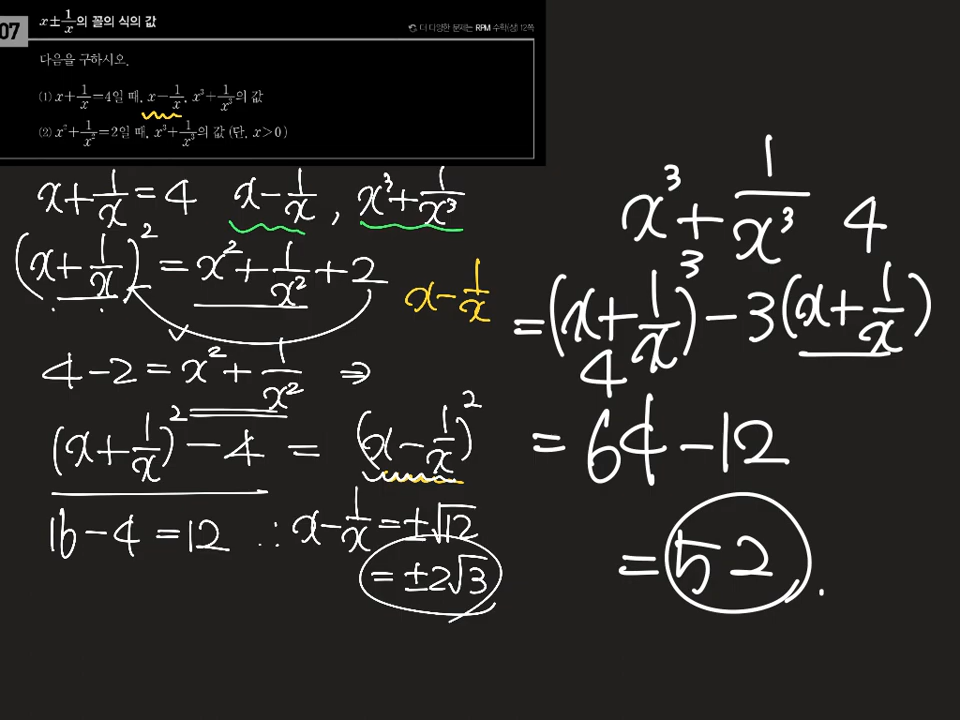 07
x±1/x의 꼴의 식의 값
더 다양한 문제는 RPM 수학(상) 12쪽
다음을 구하시오.
(1) x+1/x=4일 때, x-1/x, x³+1/x³의 값
(2) x²+1/x²=2일 때, x³+1/x³의 값 (단, x>0)
x+1/x=4 x-1/x, x³+1/x³
(x+1/x)²=x²+1/x²+2
x-1/x
4-2=x²+1/x² ⇒
(x+1/x)²-4=(x-1/x)²
16-4=12 ∴ x-1/x=±√12
=±2√3
x³+1/x³ 4
=(x+1/x)³-3(x+1/x)
4
=64-12
=52.